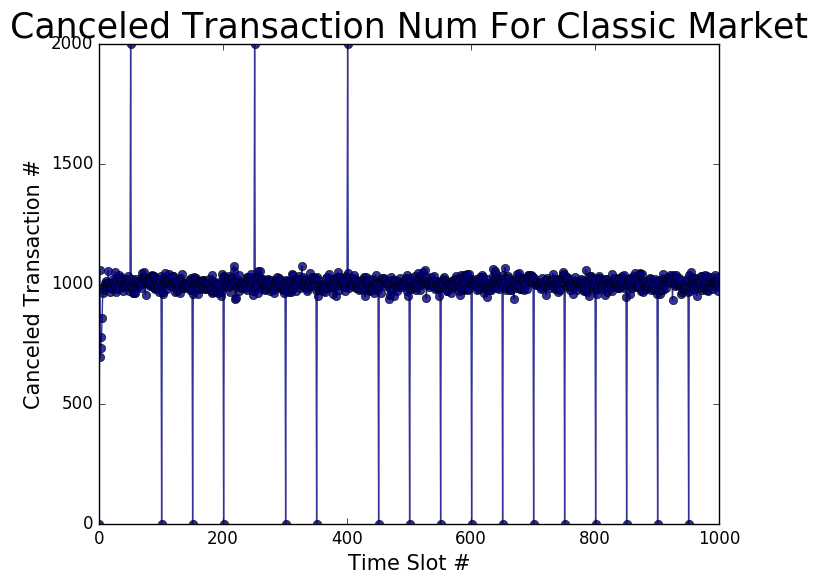 Canceled Transaction Num For Classic Market
2000
1500
1000
500
0
Canceled Transaction #
0 200 400 600 800 1000
Time Slot #